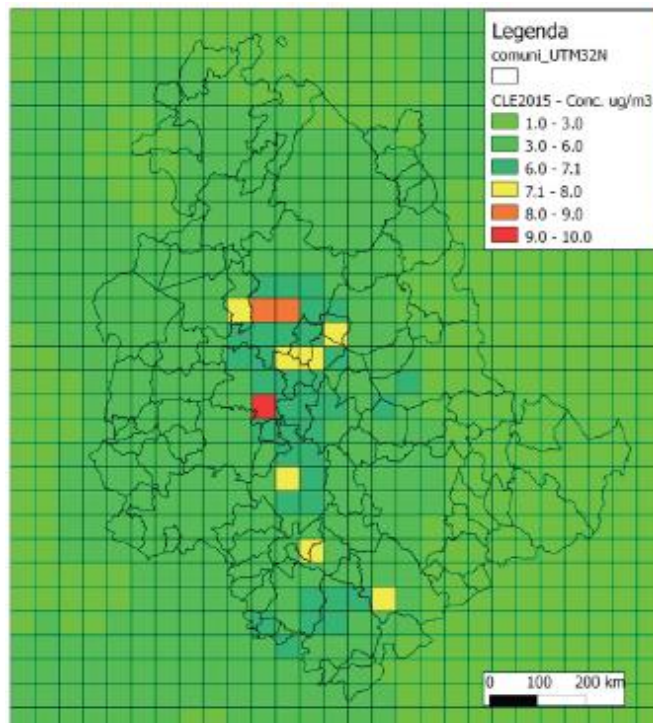 Legenda
comuni_UTM32N
CLE2015 - Conc. ug/m3
1.0 - 3.0
3.0 - 6.0
6.0 - 7.1
7.1 - 8.0
8.0 - 9.0
9.0 - 10.0
0 100 200 km